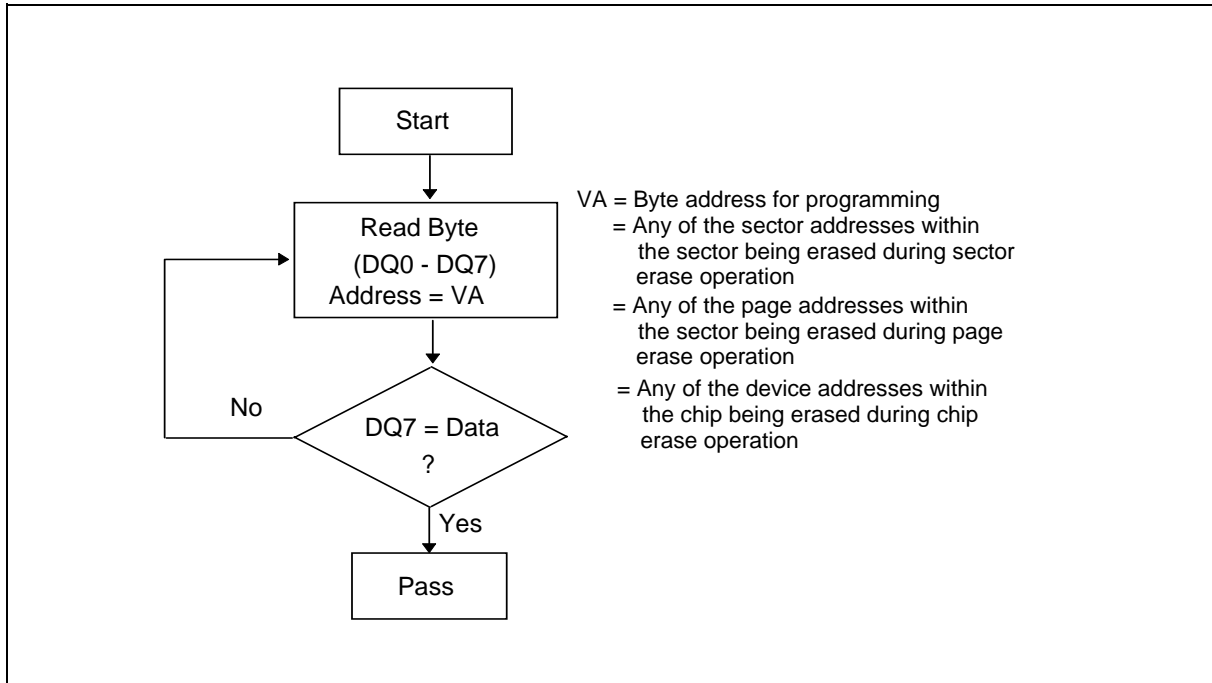 Start
Read Byte
(DQ0 - DQ7)
Address = VA
VA = Byte address for programming
= Any of the sector addresses within
the sector being erased during sector
erase operation
= Any of the page addresses within
the sector being erased during page
erase operation
= Any of the device addresses within
the chip being erased during chip
erase operation
No
DQ7 = Data
?
Yes
Pass